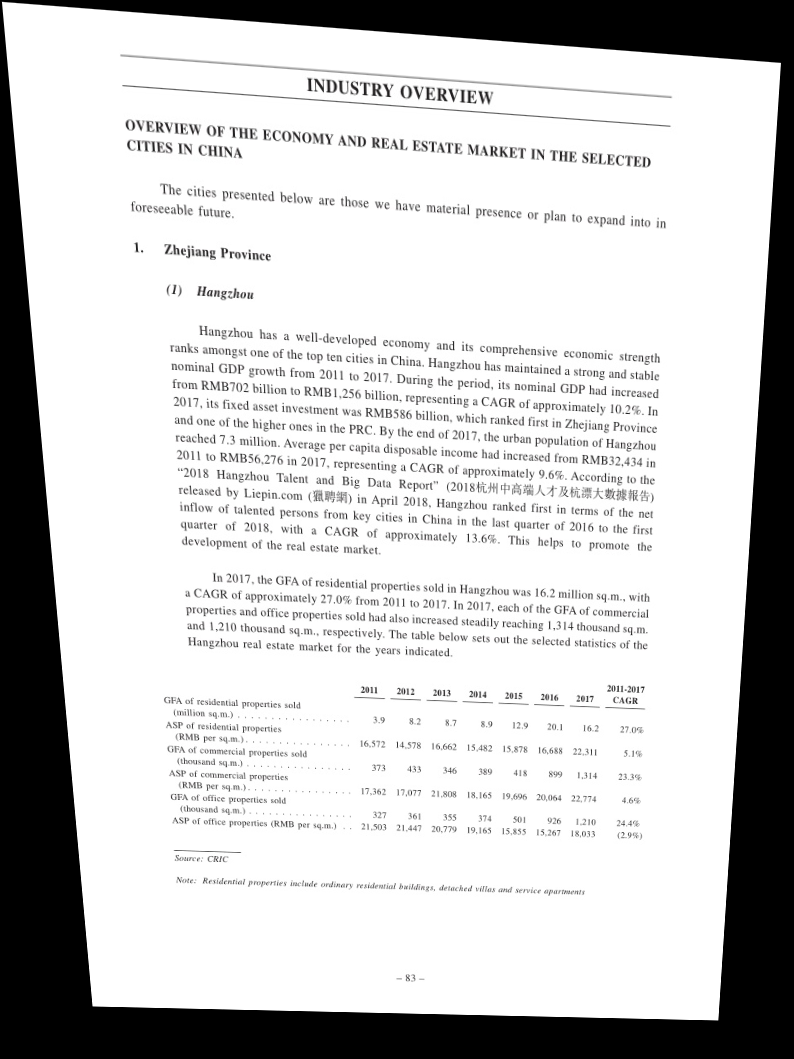 INDUSTRY OVERVIEW
OVERVIEW OF THE ECONOMY AND REAL ESTATE MARKET IN THE SELECTED
CITIES IN CHINA
The cities presented below are those we have material presence or plan to expand into in
foreseeable future.
1. Zhejiang Province
(1) Hangzhou
Hangzhou has a well-developed economy and its comprehensive economic strength
ranks amongst one of the top ten cities in China. Hangzhou has maintained a strong and stable
nominal GDP growth from 2011 to 2017. During the period, its nominal GDP had increased
from RMB702 billion to RMB1,256 billion, representing a CAGR of approximately 10.2%. In
2017, its fixed asset investment was RMB586 billion, which ranked first in Zhejiang Province
and one of the higher ones in the PRC. By the end of 2017, the urban population of Hangzhou
reached 7.3 million. Average per capita disposable income had increased from RMB32,434 in
2011 to RMB56,276 in 2017, representing a CAGR of approximately 9.6%. According to the
“2018 Hangzhou Talent and Big Data Report” (2018杭州中高端人才及杭漂大數據報告)
released by Liepin.com (獵聘網) in April 2018, Hangzhou ranked first in terms of the net
inflow of talented persons from key cities in China in the last quarter of 2016 to the first
quarter of 2018, with a CAGR of approximately 13.6%. This helps to promote the
development of the real estate market.
In 2017, the GFA of residential properties sold in Hangzhou was 16.2 million sq.m., with
a CAGR of approximately 27.0% from 2011 to 2017. In 2017, each of the GFA of commercial
properties and office properties sold had also increased steadily reaching 1,314 thousand sq.m.
and 1,210 thousand sq.m., respectively. The table below sets out the selected statistics of the
Hangzhou real estate market for the years indicated.
2011 2012 2013 2014 2015 2016 2017 2011-2017 CAGR
GFA of residential properties sold
(million sq.m.) . . . . . . . . . . . . . . . . . 3.9 8.2 8.7 8.9 12.9 20.1 16.2 27.0%
ASP of residential properties
(RMB per sq.m.) . . . . . . . . . . . . . . . . 16,572 14,578 16,662 15,482 15,878 16,688 22,311 5.1%
GFA of commercial properties sold
(thousand sq.m.) . . . . . . . . . . . . . . . . 373 433 346 389 418 899 1,314 23.3%
ASP of commercial properties
(RMB per sq.m.) . . . . . . . . . . . . . . . . 17,362 17,077 21,808 18,165 19,696 20,064 22,774 4.6%
GFA of office properties sold
(thousand sq.m.) . . . . . . . . . . . . . . . . 327 361 355 374 501 926 1,210 24.4%
ASP of office properties (RMB per sq.m.) . . 21,503 21,447 20,779 19,165 15,855 15,267 18,033 (2.9%)
Source: CRIC
Note: Residential properties include ordinary residential buildings, detached villas and service apartments
– 83 –